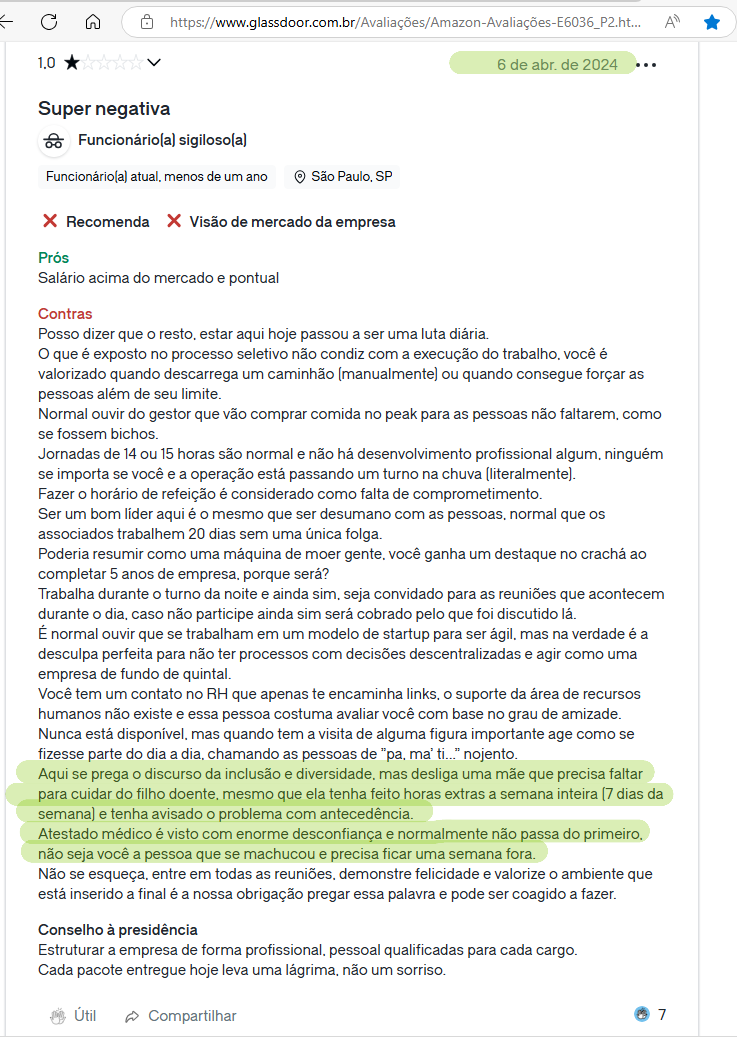 https://www.glassdoor.com.br/Avaliações/Amazon-Avaliações-E6036_P2.ht...
1,0 ★
6 de abr. de 2024
Super negativa
Funcionário(a) sigiloso(a)
Funcionário(a) atual, menos de um ano
São Paulo, SP
Recomenda
Visão de mercado da empresa
Prós
Salário acima do mercado e pontual
Contras
Posso dizer que o resto, estar aqui hoje passou a ser uma luta diária.
O que é exposto no processo seletivo não condiz com a execução do trabalho, você é
valorizado quando descarrega um caminhão (manualmente) ou quando consegue forçar as
pessoas além de seu limite.
Normal ouvir do gestor que vão comprar comida no peak para as pessoas não faltarem, como
se fossem bichos.
Jornadas de 14 ou 15 horas são normal e não há desenvolvimento profissional algum, ninguém
se importa se você e a operação está passando um turno na chuva (literalmente).
Fazer o horário de refeição é considerado como falta de comprometimento.
Ser um bom líder aqui é o mesmo que ser desumano com as pessoas, normal que os
associados trabalhem 20 dias sem uma única folga.
Poderia resumir como uma máquina de moer gente, você ganha um destaque no crachá ao
completar 5 anos de empresa, porque será?
Trabalha durante o turno da noite e ainda sim, seja convidado para as reuniões que acontecem
durante o dia, caso não participe ainda sim será cobrado pelo que foi discutido lá.
É normal ouvir que se trabalham em um modelo de startup para ser ágil, mas na verdade é a
desculpa perfeita para não ter processos com decisões descentralizadas e agir como uma
empresa de fundo de quintal.
Você tem um contato no RH que apenas te encaminha links, o suporte da área de recursos
humanos não existe e essa pessoa costuma avaliar você com base no grau de amizade.
Nunca está disponível, mas quando tem a visita de alguma figura importante age como se
fizesse parte do dia a dia, chamando as pessoas de "pa, ma' ti..." nojento.
Aqui se prega o discurso da inclusão e diversidade, mas desliga uma mãe que precisa faltar
para cuidar do filho doente, mesmo que ela tenha feito horas extras a semana inteira (7 dias da
semana) e tenha avisado o problema com antecedência.
Atestado médico é visto com enorme desconfiança e normalmente não passa do primeiro,
não seja você a pessoa que se machucou e precisa ficar uma semana fora.
Não se esqueça, entre em todas as reuniões, demonstre felicidade e valorize o ambiente que
está inserido a final é a nossa obrigação pregar essa palavra e pode ser coagido a fazer.
Conselho à presidência
Estruturar a empresa de forma profissional, pessoal qualificadas para cada cargo.
Cada pacote entregue hoje leva uma lágrima, não um sorriso.
Útil
Compartilhar
7